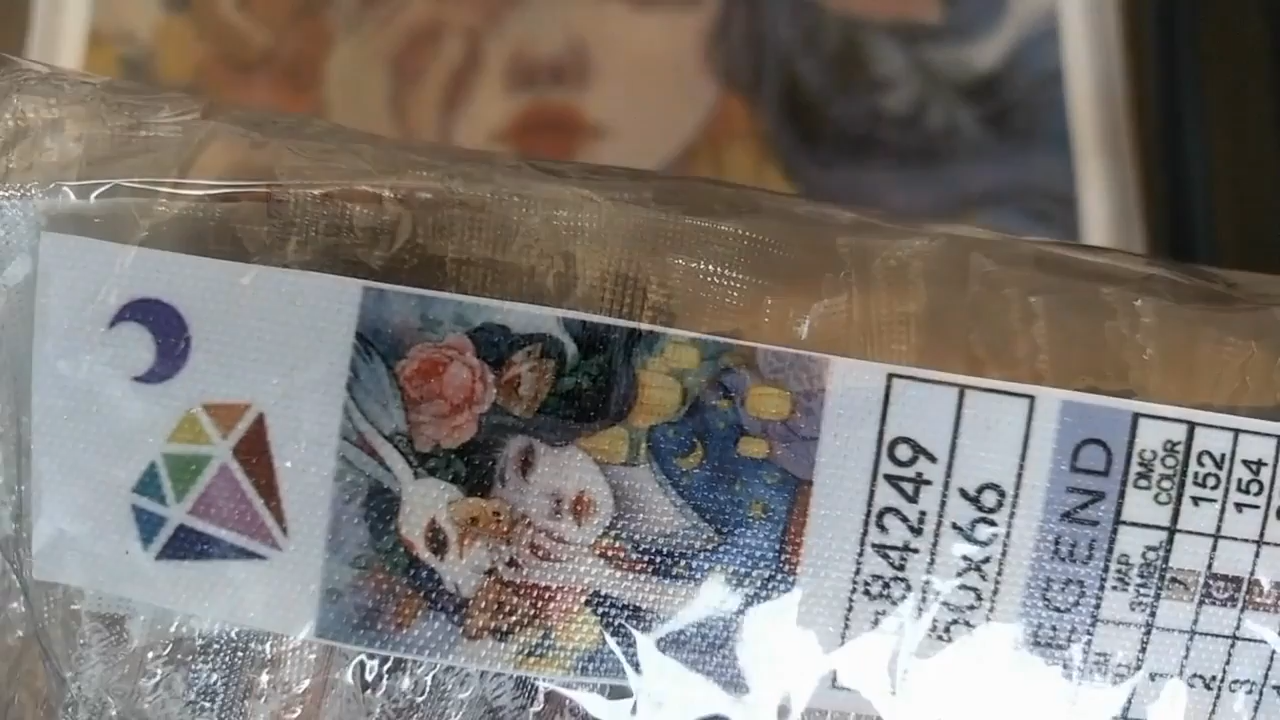 84249
50x66
LEGEND
DMC COLOR
MAP SYMBOL
1
152
2
154
3